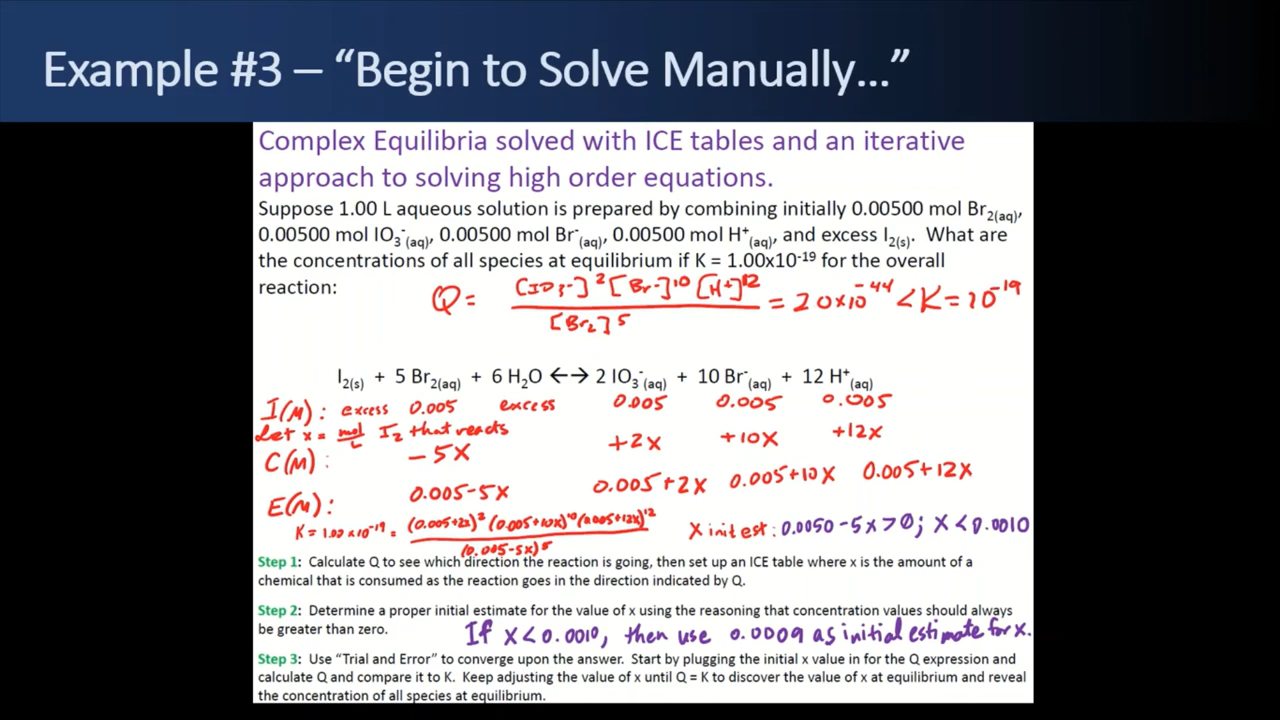 Example #3 – “Begin to Solve Manually…”
Complex Equilibria solved with ICE tables and an iterative
approach to solving high order equations.
Suppose 1.00 L aqueous solution is prepared by combining initially 0.00500 mol Br2(aq),
0.00500 mol IO3-(aq), 0.00500 mol Br-(aq), 0.00500 mol H+(aq), and excess I2(s). What are
the concentrations of all species at equilibrium if K = 1.00x10-19 for the overall
reaction:
Q = [IO3-]2 [Br-]10 [H+]12 / [Br2]5 = 20x10-44 < K = 10-19
I2(s) + 5 Br2(aq) + 6 H2O ←→ 2 IO3-(aq) + 10 Br-(aq) + 12 H+(aq)
I(M): excess 0.005 excess 0.005 0.005 0.005
Let x = mol/L I2 that reacts
C(M): -5x +2x +10x +12x
E(M): 0.005-5x 0.005+2x 0.005+10x 0.005+12x
K = 1.00x10-19 = (0.005+2x)2 (0.005+10x)10 (0.005+12x)12 / (0.005-5x)5
X init est: 0.0050-5x>0; X<0.0010
Step 1: Calculate Q to see which direction the reaction is going, then set up an ICE table where x is the amount of a
chemical that is consumed as the reaction goes in the direction indicated by Q.
Step 2: Determine a proper initial estimate for the value of x using the reasoning that concentration values should always
be greater than zero.
If X<0.0010, then use 0.0009 as initial estimate for x.
Step 3: Use “Trial and Error” to converge upon the answer. Start by plugging the initial x value in for the Q expression and
calculate Q and compare it to K. Keep adjusting the value of x until Q = K to discover the value of x at equilibrium and reveal
the concentration of all species at equilibrium.